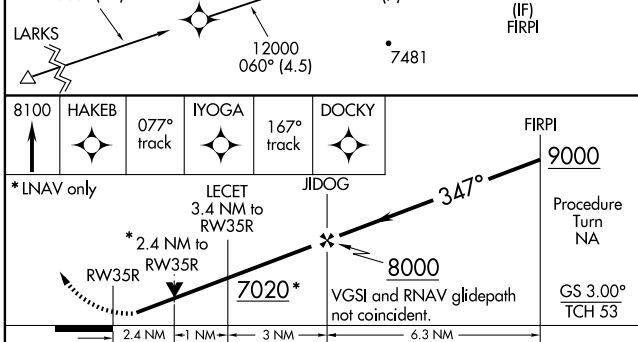 (IF)
FIRPI
LARKS
12000
060° (4.5)
7481
8100
HAKEB
077°
track
IYOGA
167°
track
DOCKY
FIRPI
9000
* LNAV only
LECET
3.4 NM to
RW35R
JIDOG
347°
Procedure
Turn
NA
* 2.4 NM to
RW35R
RW35R
7020*
8000
VGSI and RNAV glidepath
not coincident.
GS 3.00°
TCH 53
2.4 NM
1 NM
3 NM
6.3 NM